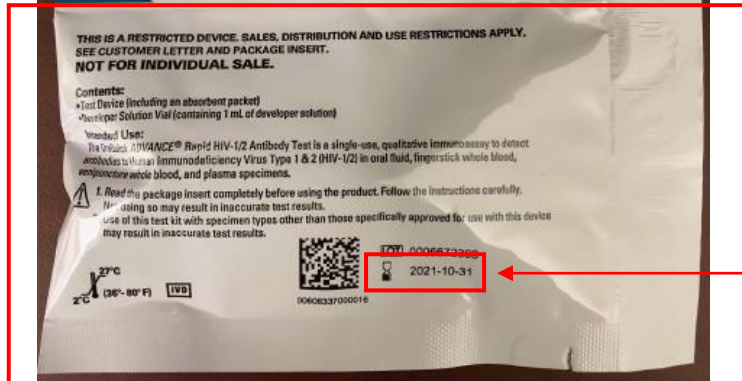 THIS IS A RESTRICTED DEVICE. SALES, DISTRIBUTION AND USE RESTRICTIONS APPLY.
SEE CUSTOMER LETTER AND PACKAGE INSERT.
NOT FOR INDIVIDUAL SALE.
Contents:
•Test Device (including an absorbent packet)
Solution Vial (containing 1 mL of developer solution)
Use:
ADVANCE® Rapid HIV-1/2 Antibody Test is a single-use, qualitative immunoassay to detect
antibodies to Human Immunodeficiency Virus Type 1 & 2 (HIV-1/2) in oral fluid, fingerstick whole blood,
venipuncture whole blood, and plasma specimens.
1. Read the package insert completely before using the product. Follow the instructions carefully.
doing so may result in inaccurate test results.
use of this test kit with specimen types other than those specifically approved for use with this device
may result in inaccurate test results.
27°C
2°C (36°- 80° F) IVD
LOT
2021-10-31
00608337000016